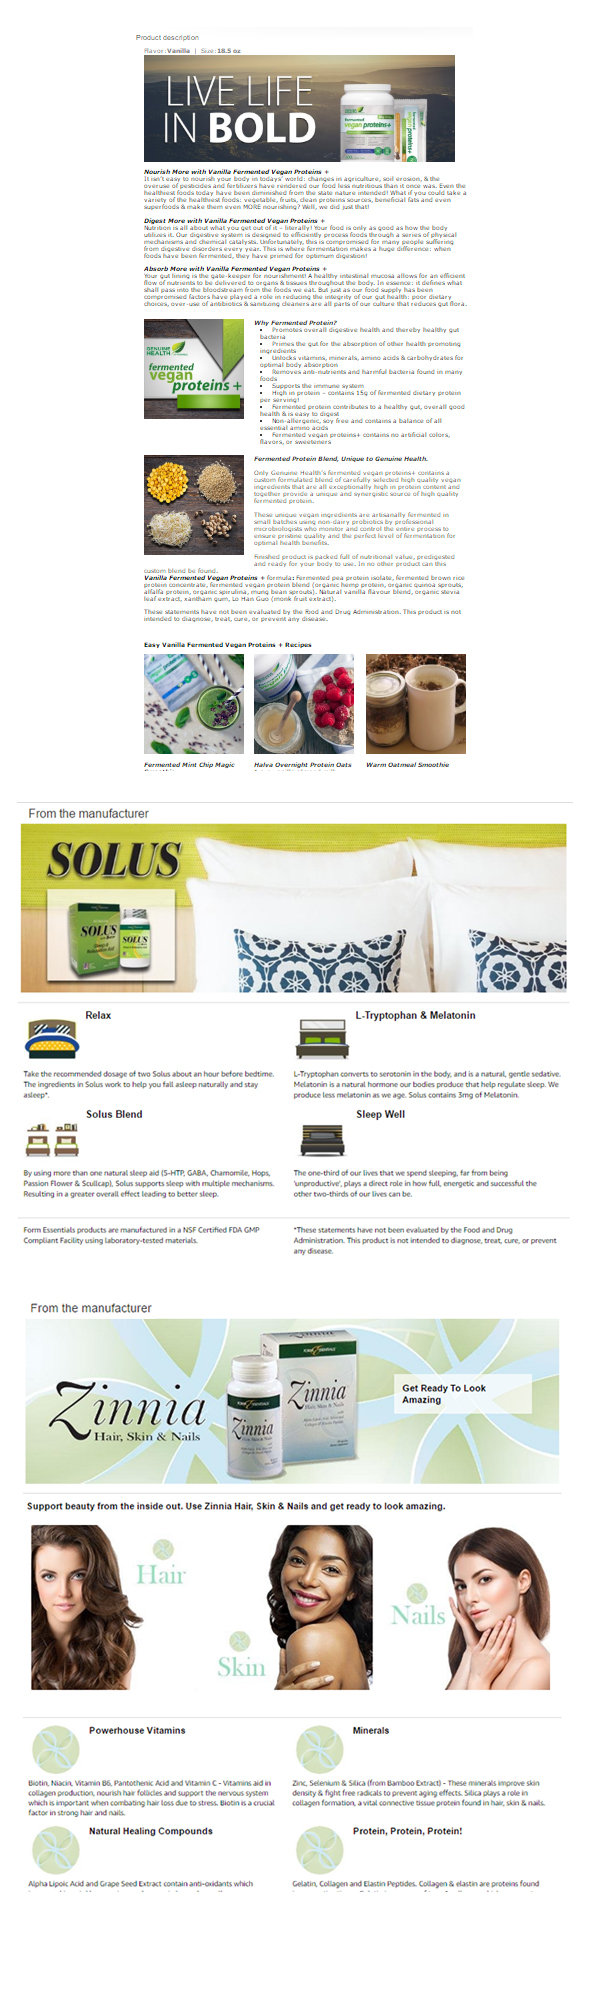 Product description
Flavor:Vanilla | Size:18.5 oz
LIVE LIFE
IN BOLD
fermented
vegan proteins+
Nourish More with Vanilla Fermented Vegan Proteins +
It isn't easy to nourish your body in todays' world: changes in agriculture, soil erosion, & the
overuse of pesticides and fertilizers have rendered our food less nutritious than it once was. Even the
healthiest foods today have been diminished from the state nature intended! What if you could take a
variety of the healthiest foods: vegetable, fruits, clean proteins sources, beneficial fats and even
superfoods & make them even MORE nourishing? Well, we did just that!
Digest More with Vanilla Fermented Vegan Proteins +
Nutrition is all about what you get out of it – literally! Your food is only as good as how the body
utilizes it. Our digestive system is designed to efficiently process foods through a series of physical
mechanisms and chemical catalysts. Unfortunately, this is compromised for many people suffering
from digestive disorders every year. This is where fermentation makes a huge difference: when
foods have been fermented, they have primed for optimum digestion!
Absorb More with Vanilla Fermented Vegan Proteins +
Your gut lining is the gate-keeper for nourishment! A healthy intestinal mucosa allows for an efficient
flow of nutrients to be delivered to organs & tissues throughout the body. In essence: it defines what
shall pass into the bloodstream from the foods we eat. But just as our food supply has been
compromised factors have played a role in reducing the integrity of our gut health: poor dietary
choices, over-use of antibiotics & sanitizing cleaners are all parts of our culture that reduces gut flora.
GENUINE
HEALTH
fermented
vegan
proteins +
Why Fermented Protein?
• Promotes overall digestive health and thereby healthy gut
bacteria
• Primes the gut for the absorption of other health promoting
ingredients
• Unlocks vitamins, minerals, amino acids & carbohydrates for
optimal body absorption
• Removes anti-nutrients and harmful bacteria found in many
foods
• Supports the immune system
• High in protein – contains 15g of fermented dietary protein
per serving!
• Fermented protein contributes to a healthy gut, overall good
health & is easy to digest
• Non-allergenic, soy free and contains a balance of all
essential amino acids
• Fermented vegan proteins+ contains no artificial colors,
flavors, or sweeteners
Fermented Protein Blend, Unique to Genuine Health.
Only Genuine Health's fermented vegan proteins+ contains a
custom formulated blend of carefully selected high quality vegan
ingredients that are all exceptionally high in protein content and
together provide a unique and synergistic source of high quality
fermented protein.
These unique vegan ingredients are artisanally fermented in
small batches using non-dairy probiotics by professional
microbiologists who monitor and control the entire process to
ensure pristine quality and the perfect level of fermentation for
optimal health benefits.
Finished product is packed full of nutritional value, predigested
and ready for your body to use. In no other product can this
custom blend be found.
Vanilla Fermented Vegan Proteins + formula: Fermented pea protein isolate, fermented brown rice
protein concentrate, fermented vegan protein blend (organic hemp protein, organic quinoa sprouts,
alfalfa protein, organic spirulina, mung bean sprouts). Natural vanilla flavour blend, organic stevia
leaf extract, xantham gum, Lo Han Guo (monk fruit extract).
These statements have not been evaluated by the Food and Drug Administration. This product is not
intended to diagnose, treat, cure, or prevent any disease.
Easy Vanilla Fermented Vegan Proteins + Recipes
Fermented Mint Chip Magic
Halva Overnight Protein Oats
Warm Oatmeal Smoothie
From the manufacturer
SOLUS
SOLUS
SOLUS
Relax
Take the recommended dosage of two Solus about an hour before bedtime.
The ingredients in Solus work to help you fall asleep naturally and stay
asleep*.
L-Tryptophan & Melatonin
L-Tryptophan converts to serotonin in the body, and is a natural, gentle sedative.
Melatonin is a natural hormone our bodies produce that help regulate sleep. We
produce less melatonin as we age. Solus contains 3mg of Melatonin.
Solus Blend
By using more than one natural sleep aid (5-HTP, GABA, Chamomile, Hops,
Passion Flower & Scullcap), Solus supports sleep with multiple mechanisms.
Resulting in a greater overall effect leading to better sleep.
Sleep Well
The one-third of our lives that we spend sleeping, far from being
'unproductive', plays a direct role in how full, energetic and successful the
other two-thirds of our lives can be.
Form Essentials products are manufactured in a NSF Certified FDA GMP
Compliant Facility using laboratory-tested materials.
*These statements have not been evaluated by the Food and Drug
Administration. This product is not intended to diagnose, treat, cure, or prevent
any disease.
From the manufacturer
Zinnia
Hair, Skin & Nails
Zinnia
Zinnia
Get Ready To Look
Amazing
Support beauty from the inside out. Use Zinnia Hair, Skin & Nails and get ready to look amazing.
Hair
Skin
Nails
Powerhouse Vitamins
Biotin, Niacin, Vitamin B6, Pantothenic Acid and Vitamin C - Vitamins aid in
collagen production, nourish hair follicles and support the nervous system
which is important when combating hair loss due to stress. Biotin is a crucial
factor in strong hair and nails.
Minerals
Zinc, Selenium & Silica (from Bamboo Extract) - These minerals improve skin
density & fight free radicals to prevent aging effects. Silica plays a role in
collagen formation, a vital connective tissue protein found in hair, skin & nails.
Natural Healing Compounds
Alpha Lipoic Acid and Grape Seed Extract contain anti-oxidants which
Protein, Protein, Protein!
Gelatin, Collagen and Elastin Peptides. Collagen & elastin are proteins found